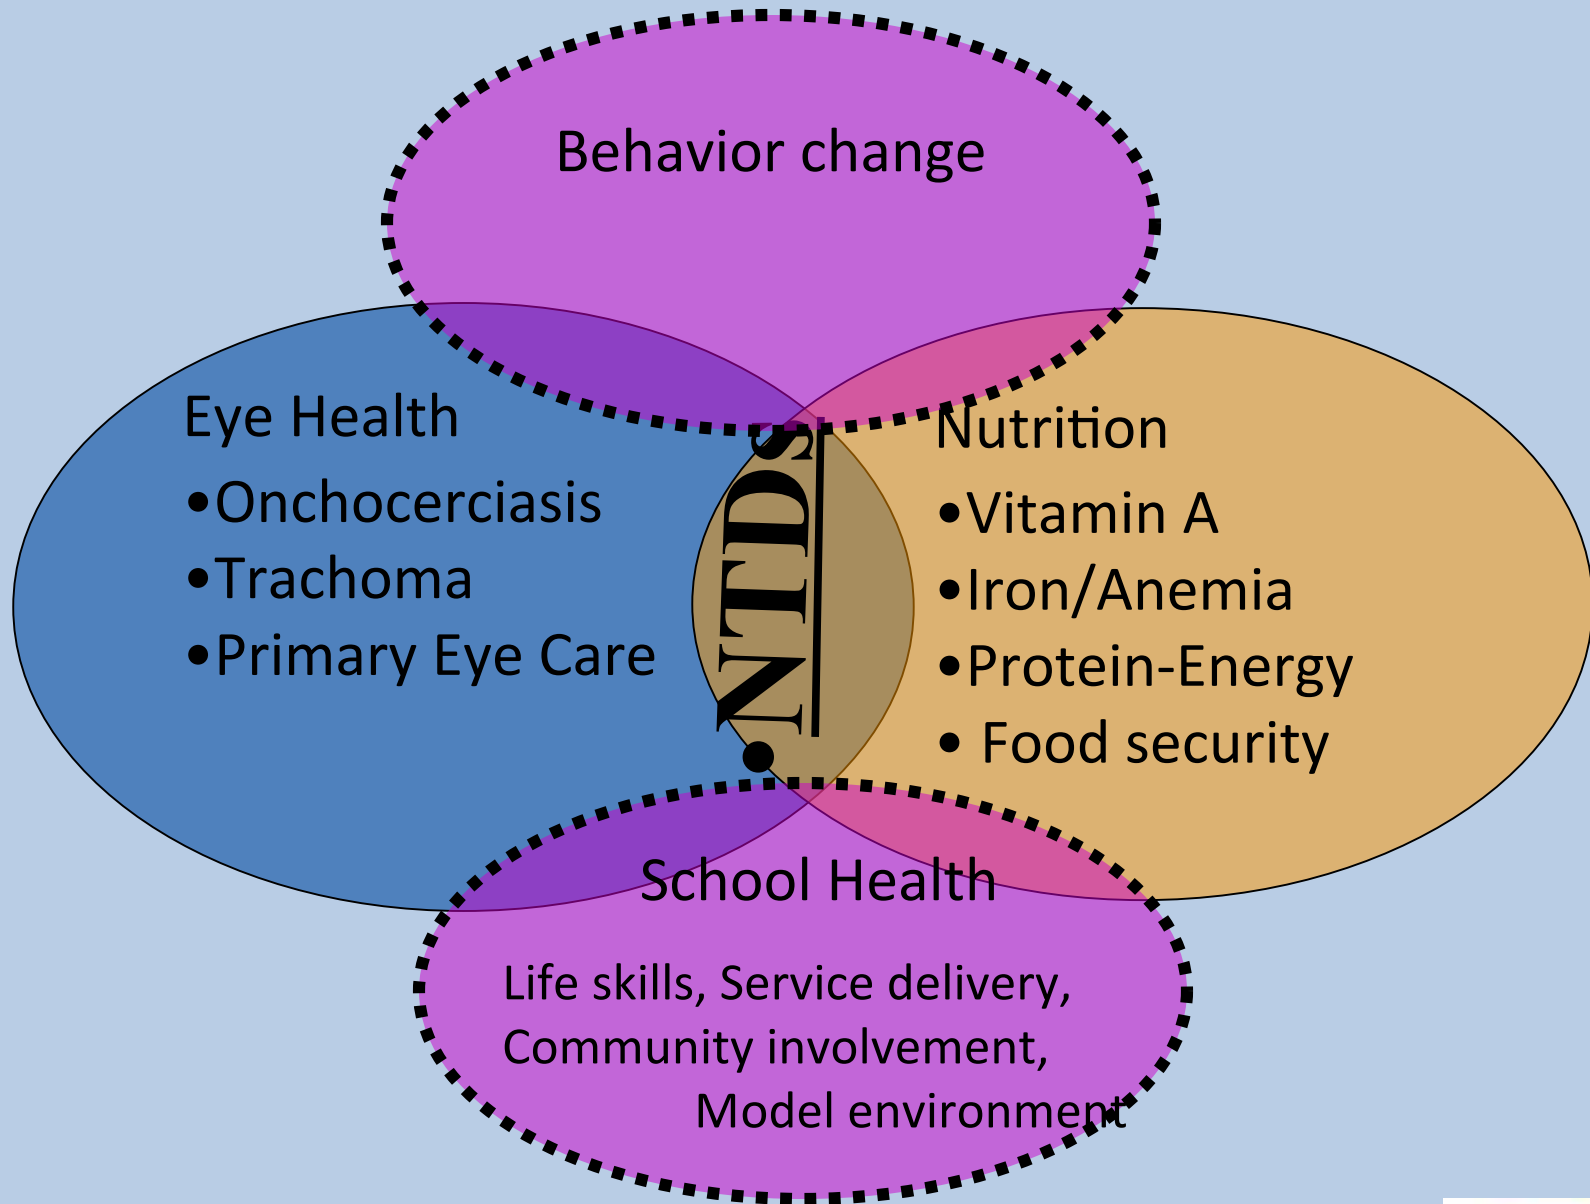 Behavior change
Eye Health
•Onchocerciasis
•Trachoma
•Primary Eye Care
•NTDs
Nutrition
•Vitamin A
•Iron/Anemia
•Protein-Energy
• Food security
School Health
Life skills, Service delivery,
Community involvement,
Model environment